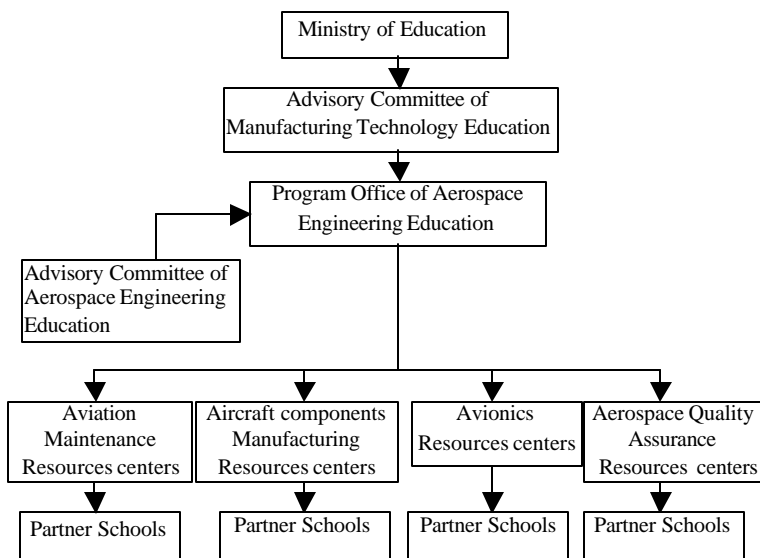 Ministry of Education
Advisory Committee of
Manufacturing Technology Education
Program Office of Aerospace
Engineering Education
Advisory Committee of
Aerospace Engineering
Education
Aviation
Maintenance
Resources centers
Aircraft components
Manufacturing
Resources centers
Avionics
Resources centers
Aerospace Quality
Assurance
Resources centers
Partner Schools
Partner Schools
Partner Schools
Partner Schools